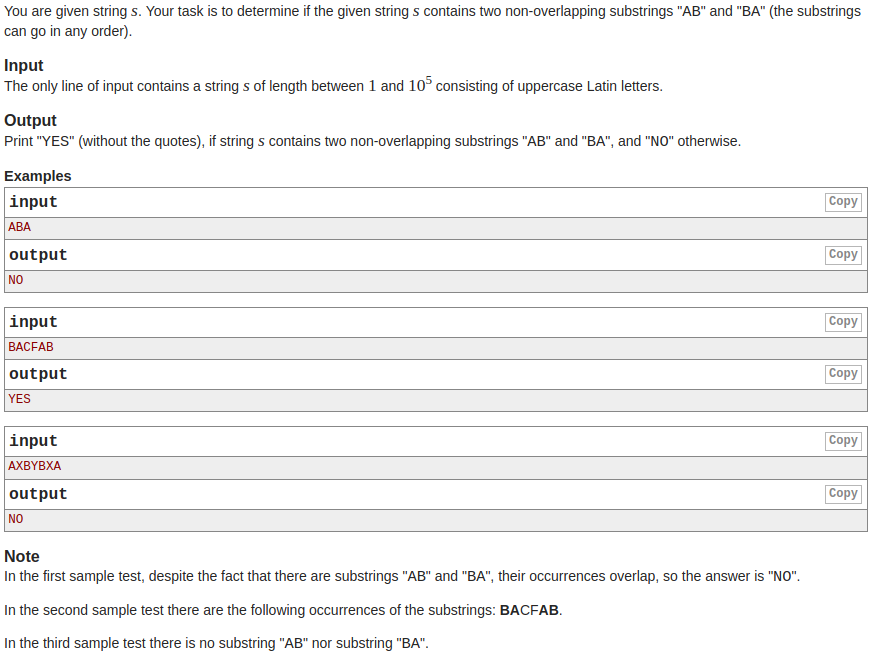 You are given string s. Your task is to determine if the given string s contains two non-overlapping substrings "AB" and "BA" (the substrings
can go in any order).
Input
The only line of input contains a string s of length between 1 and 10⁵ consisting of uppercase Latin letters.
Output
Print "YES" (without the quotes), if string s contains two non-overlapping substrings "AB" and "BA", and "NO" otherwise.
Examples
input Copy
ABA
output Copy
NO
input Copy
BACFAB
output Copy
YES
input Copy
AXBYBXA
output Copy
NO
Note
In the first sample test, despite the fact that there are substrings "AB" and "BA", their occurrences overlap, so the answer is "NO".
In the second sample test there are the following occurrences of the substrings: BACFAB.
In the third sample test there is no substring "AB" nor substring "BA".